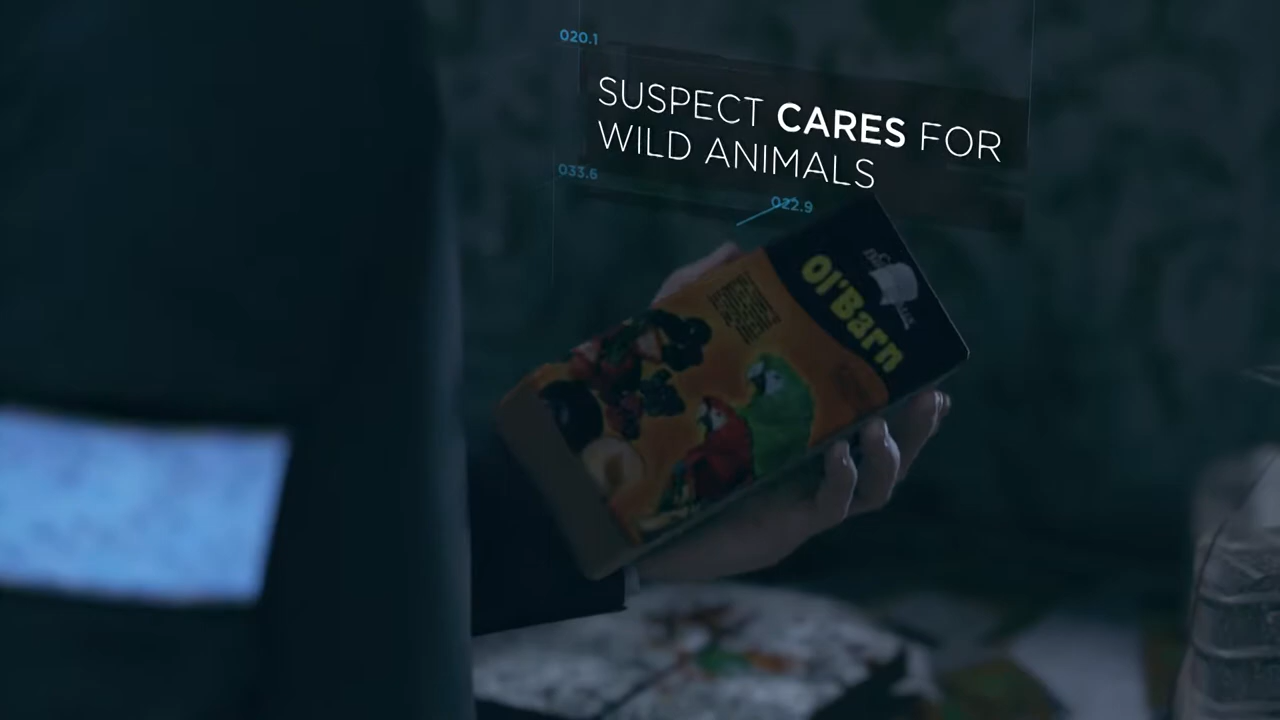 020.1
SUSPECT CARES FOR
WILD ANIMALS
033.6
022.9
Ol'Barn